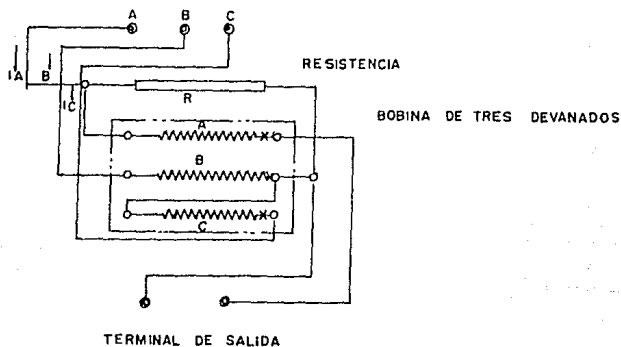 A B C
RESISTENCIA
IA B
IC
R
BOBINA DE TRES DEVANADOS
A
B
C
TERMINAL DE SALIDA